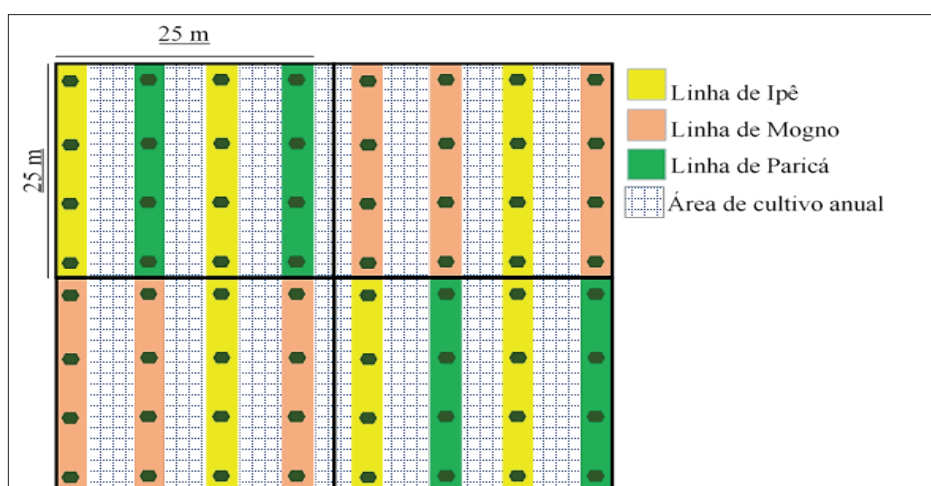 25 m
25 m
Linha de Ipê
Linha de Mogno
Linha de Paricá
Área de cultivo anual